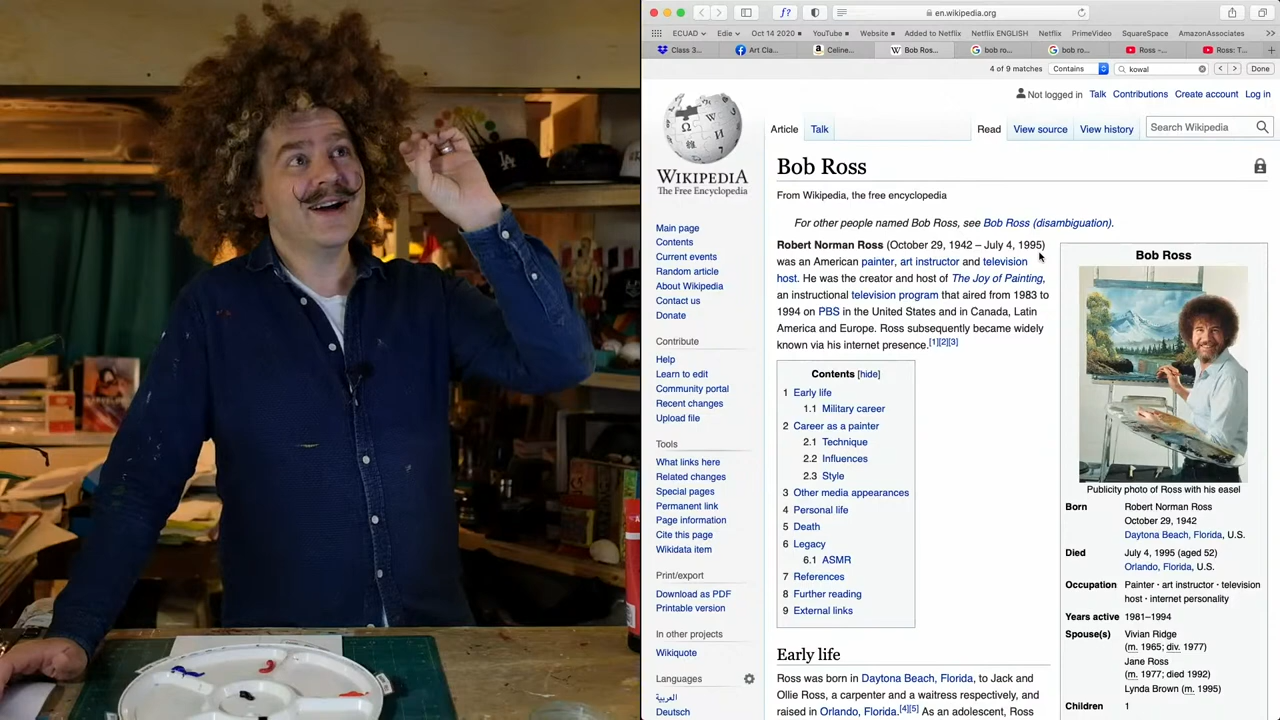 en.wikipedia.org
ECUAD Edie Oct 14 2020 YouTube Website Added to Netflix Netflix ENGLISH Netflix PrimeVideo SquareSpace AmazonAssociates
Class 3... Art Cla... Celine... Bob Ros... bob ro... bob ro... Ross -... Ross: T...
4 of 9 matches Contains kowal Done
Not logged in Talk Contributions Create account Log in
Article Talk Read View source View history Search Wikipedia
WIKIPEDIA
The Free Encyclopedia
Main page
Contents
Current events
Random article
About Wikipedia
Contact us
Donate
Contribute
Help
Learn to edit
Community portal
Recent changes
Upload file
Tools
What links here
Related changes
Special pages
Permanent link
Page information
Cite this page
Wikidata item
Print/export
Download as PDF
Printable version
In other projects
Wikiquote
Languages
العربية
Deutsch
Bob Ross
From Wikipedia, the free encyclopedia
For other people named Bob Ross, see Bob Ross (disambiguation).
Robert Norman Ross (October 29, 1942 – July 4, 1995)
was an American painter, art instructor and television
host. He was the creator and host of The Joy of Painting,
an instructional television program that aired from 1983 to
1994 on PBS in the United States and in Canada, Latin
America and Europe. Ross subsequently became widely
known via his internet presence.[1][2][3]
Contents [hide]
1 Early life
1.1 Military career
2 Career as a painter
2.1 Technique
2.2 Influences
2.3 Style
3 Other media appearances
4 Personal life
5 Death
6 Legacy
6.1 ASMR
7 References
8 Further reading
9 External links
Early life
Ross was born in Daytona Beach, Florida, to Jack and
Ollie Ross, a carpenter and a waitress respectively, and
raised in Orlando, Florida.[4][5] As an adolescent, Ross
Bob Ross
Publicity photo of Ross with his easel
Born Robert Norman Ross
October 29, 1942
Daytona Beach, Florida, U.S.
Died July 4, 1995 (aged 52)
Orlando, Florida, U.S.
Occupation Painter · art instructor · television
host · internet personality
Years active 1981–1994
Spouse(s) Vivian Ridge
(m. 1965; div. 1977)
Jane Ross
(m. 1977; died 1992)
Lynda Brown (m. 1995)
Children 1
LA